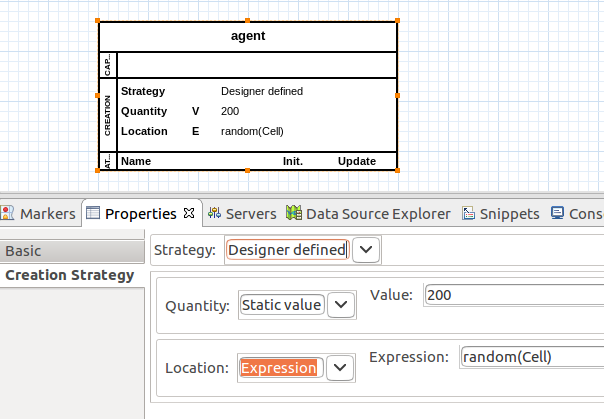 agent
CAP...
CREATION
Strategy Designer defined
Quantity V 200
Location E random(Cell)
AT...
Name Init. Update
Markers Properties Servers Data Source Explorer Snippets Conso
Basic
Creation Strategy
Strategy: Designer defined
Quantity: Static value Value: 200
Location: Expression Expression: random(Cell)